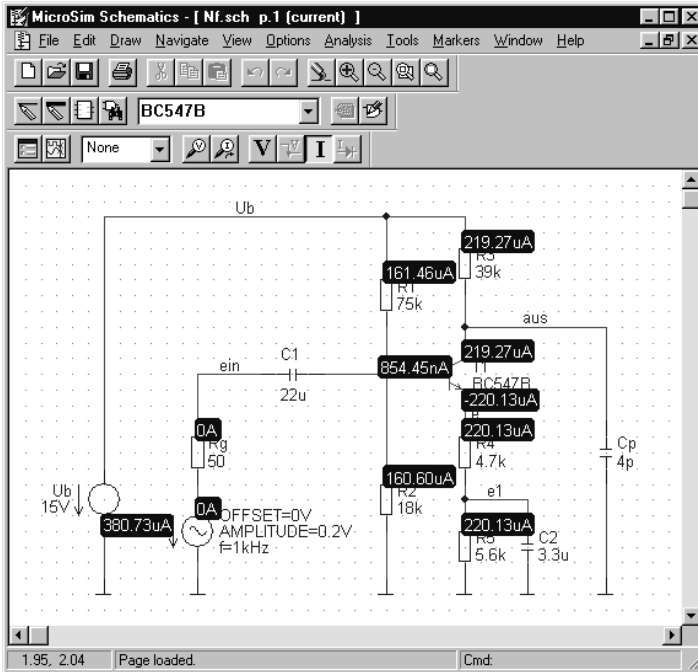 MicroSim Schematics - [ Nf.sch p.1 (current) ]
File Edit Draw Navigate View Options Analysis Tools Markers Window Help
BC547B
None V I
Ub
219.27uA
R3
39k
161.46uA
R1
75k
aus
219.27uA
T1
BC547B
C1
ein
22u
854.45nA
-220.13uA
0A
Rg
50
220.13uA
R4
4.7k
Cp
4p
160.60uA
R2
18k
e1
Ub
15V
380.73uA
0A
OFFSET=0V
AMPLITUDE=0.2V
f=1kHz
220.13uA
R5
5.6k
C2
3.3u
1.95, 2.04 Page loaded. Cmd: